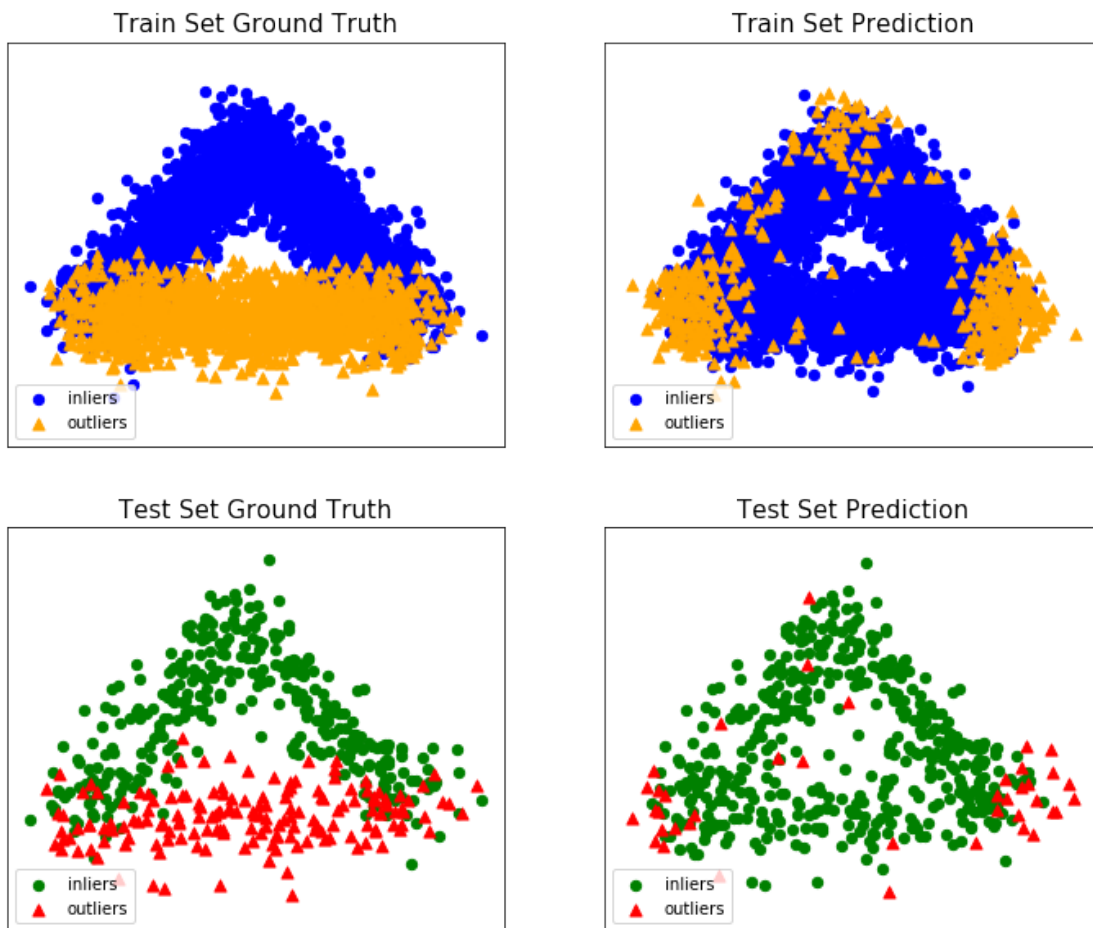 Train Set Ground Truth
Train Set Prediction
inliers
outliers
inliers
outliers
Test Set Ground Truth
Test Set Prediction
inliers
outliers
inliers
outliers